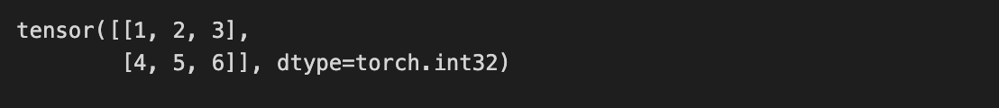 tensor([[1, 2, 3],
        [4, 5, 6]], dtype=torch.int32)